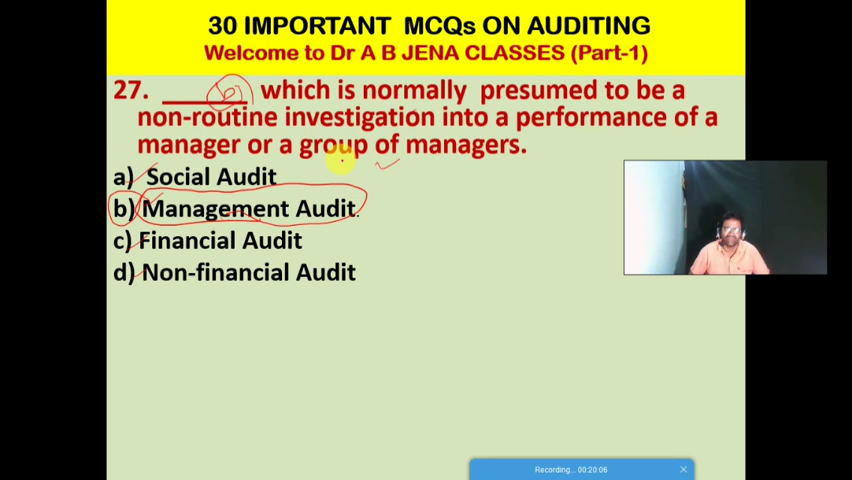 30 IMPORTANT MCQs ON AUDITING
Welcome to Dr A B JENA CLASSES (Part-1)
27. ______ b) which is normally presumed to be a
non-routine investigation into a performance of a
manager or a group of managers.
a) Social Audit
b) Management Audit.
c) Financial Audit
d) Non-financial Audit
Recording... 00:20:06